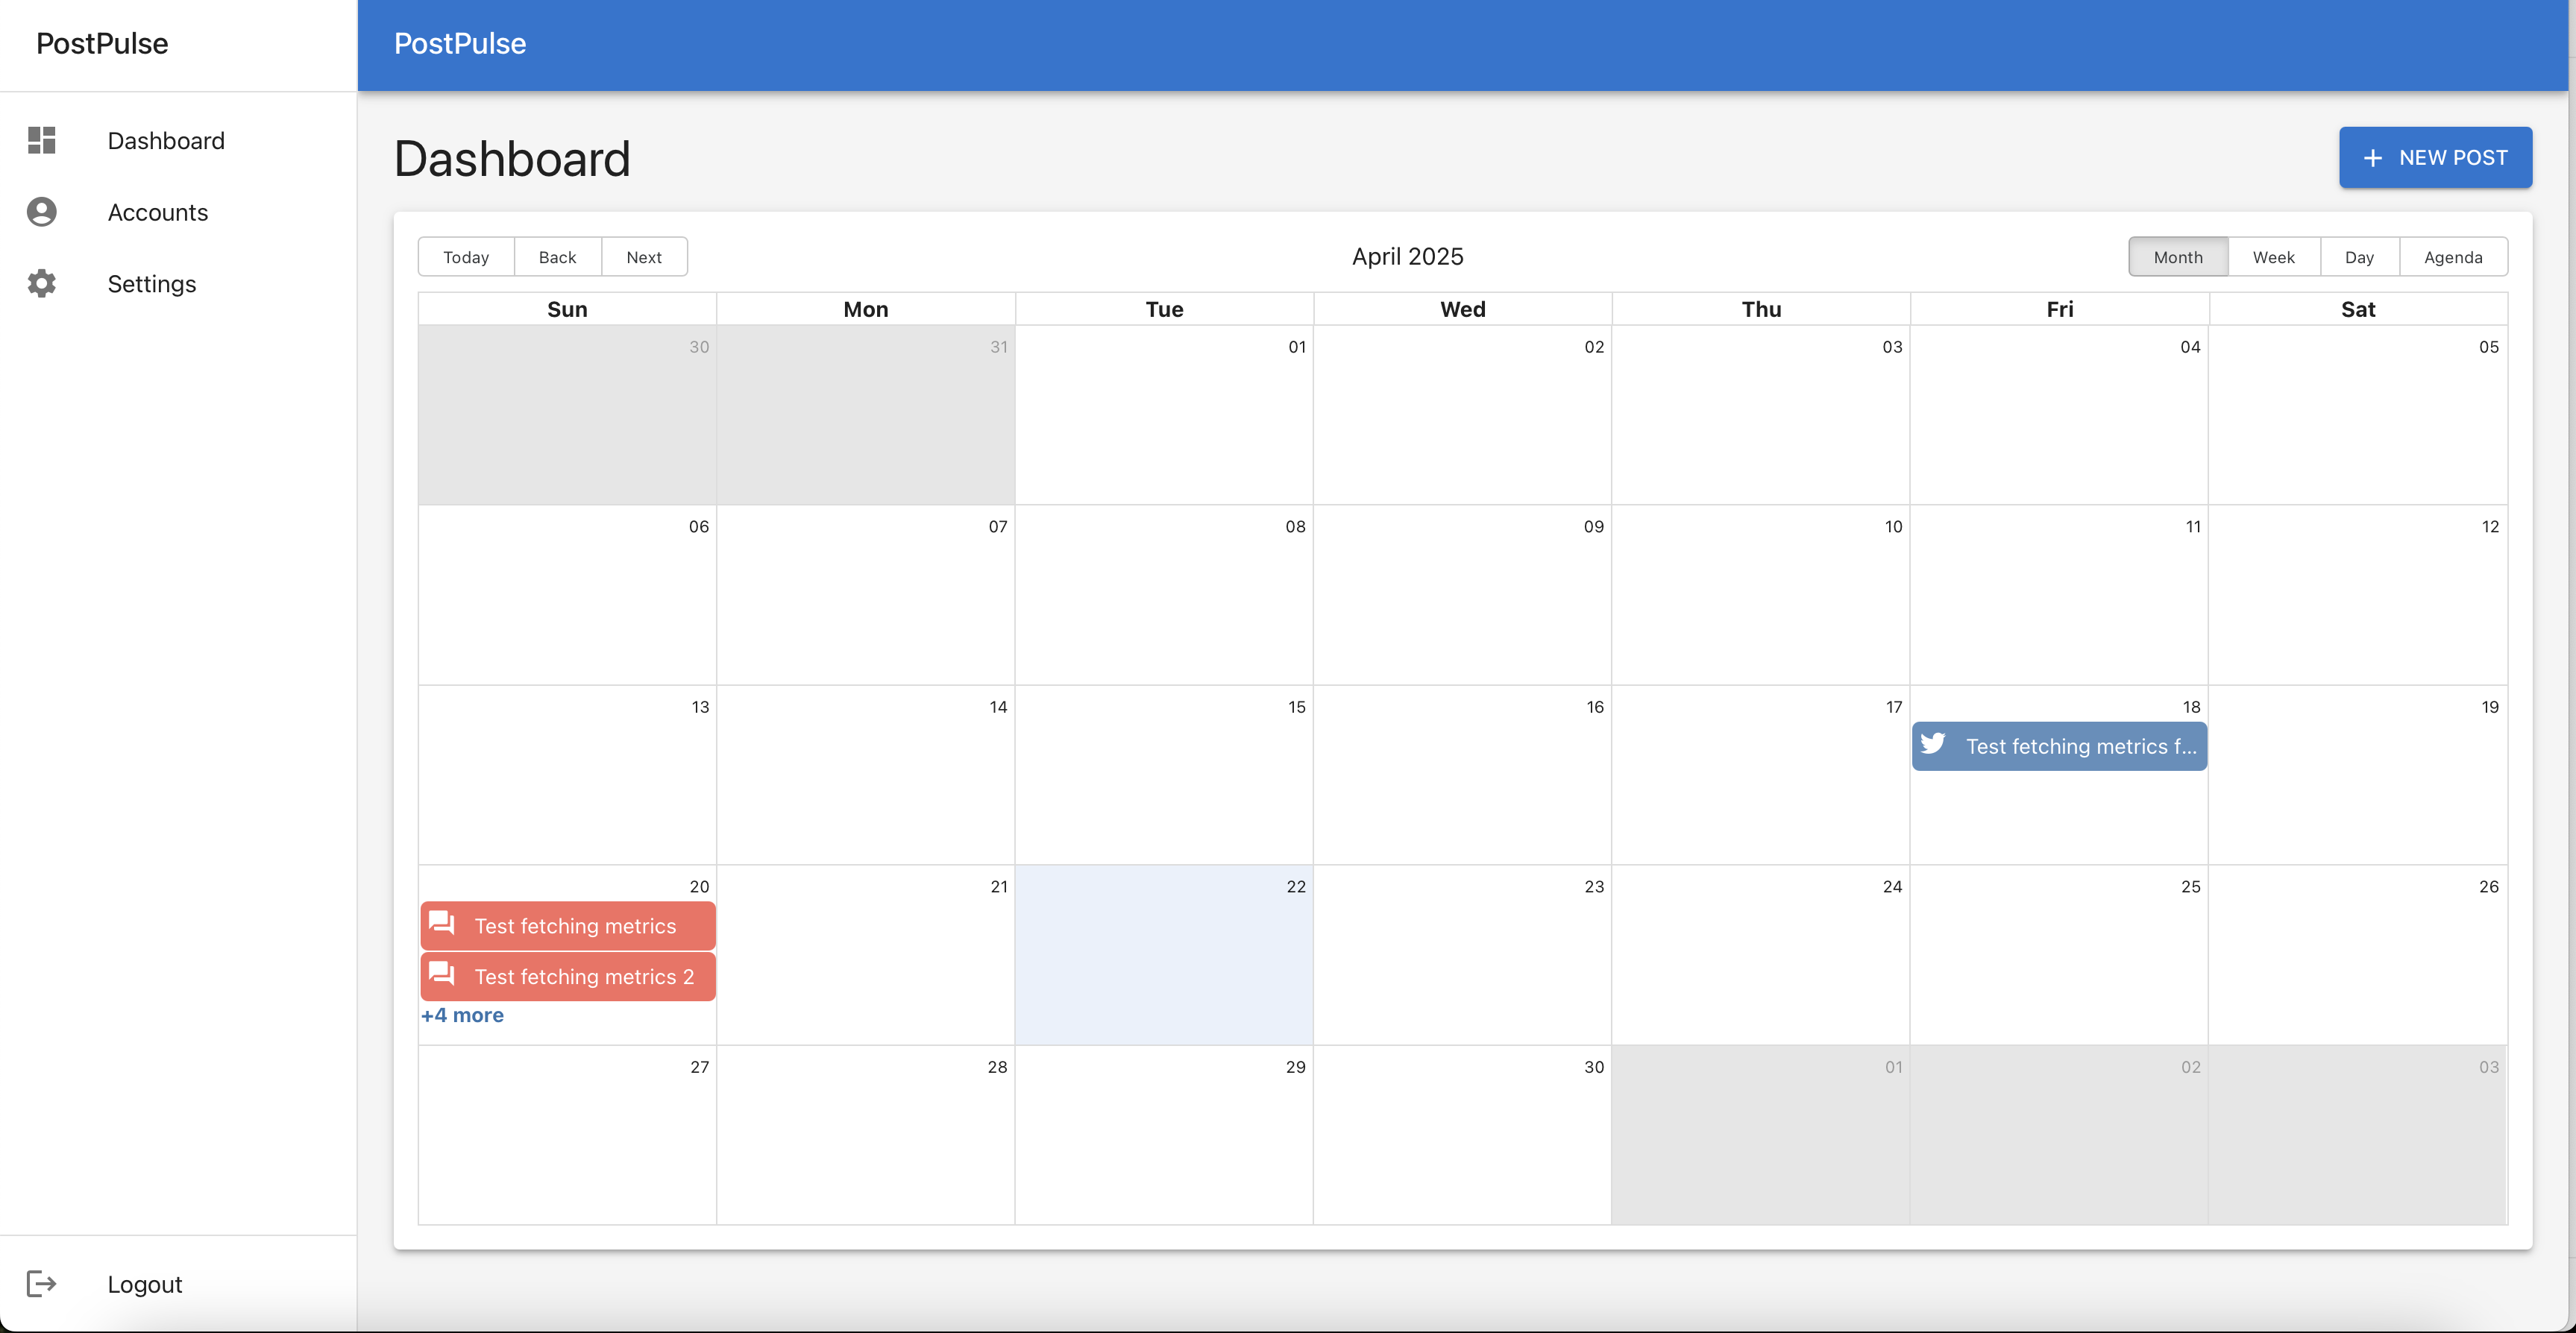 PostPulse
PostPulse
Dashboard
Accounts
Settings
Logout
Dashboard
NEW POST
Today Back Next
April 2025
Month Week Day Agenda
Sun Mon Tue Wed Thu Fri Sat
30 31 01 02 03 04 05
06 07 08 09 10 11 12
13 14 15 16 17 18 19
Test fetching metrics f...
20 21 22 23 24 25 26
Test fetching metrics
Test fetching metrics 2
+4 more
27 28 29 30 01 02 03